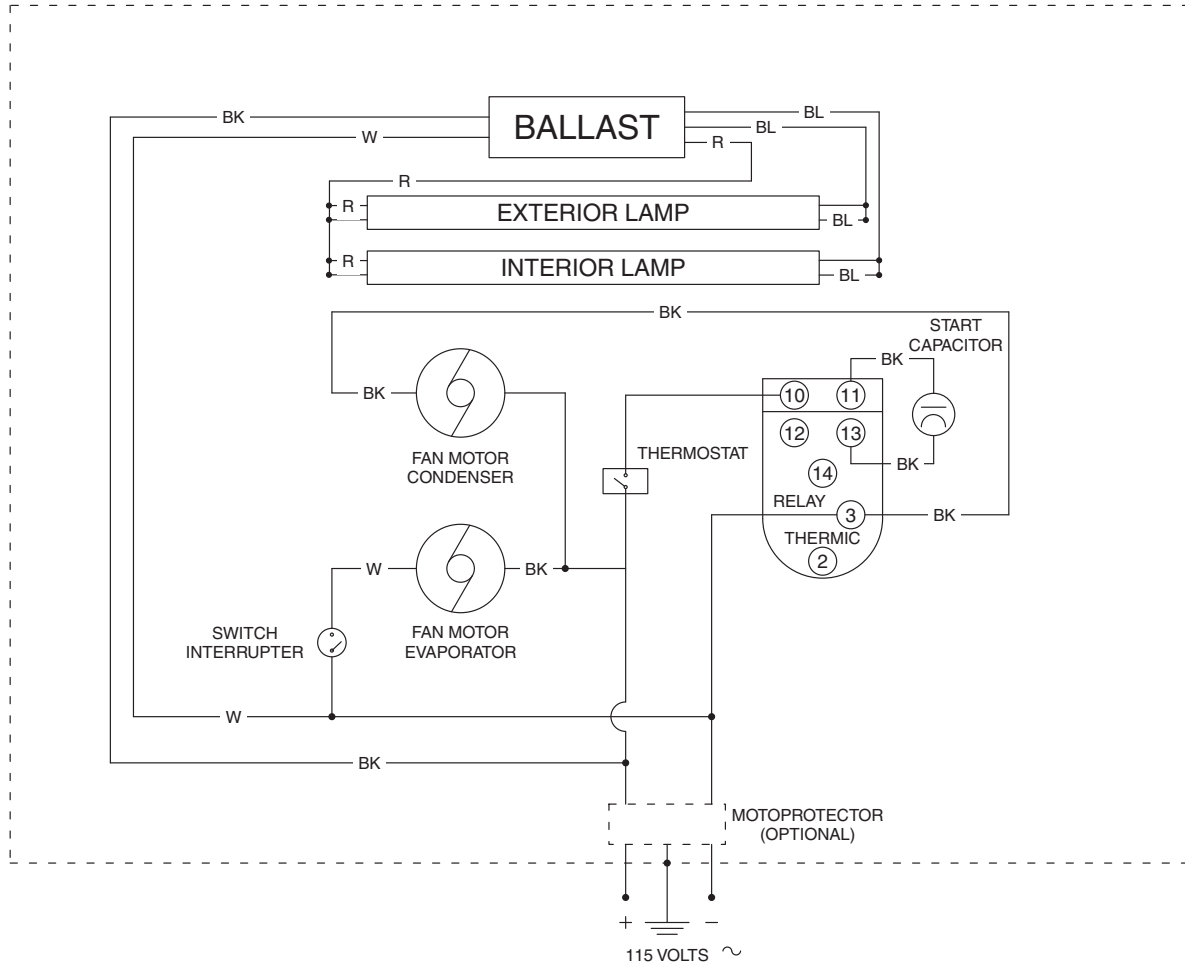 BK
BALLAST
BL
W
BL
R
R
R
EXTERIOR LAMP
BL
R
INTERIOR LAMP
BL
BK
START
CAPACITOR
BK
BK
10
11
12
13
FAN MOTOR
CONDENSER
THERMOSTAT
BK
14
RELAY
3
BK
THERMIC
2
W
BK
SWITCH
INTERRUPTER
FAN MOTOR
EVAPORATOR
W
BK
MOTOPROTECTOR
(OPTIONAL)
+
–
115 VOLTS ~